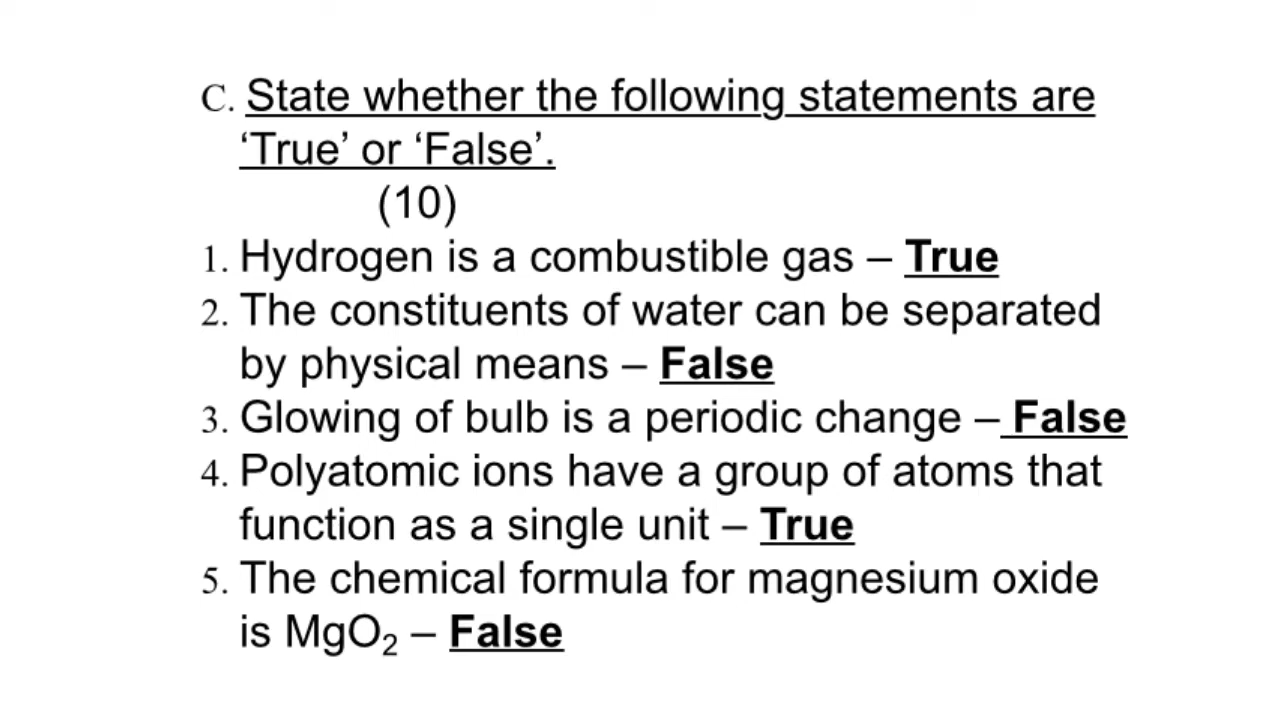 C. State whether the following statements are
‘True’ or ‘False’.
(10)
1. Hydrogen is a combustible gas – True
2. The constituents of water can be separated
by physical means – False
3. Glowing of bulb is a periodic change – False
4. Polyatomic ions have a group of atoms that
function as a single unit – True
5. The chemical formula for magnesium oxide
is MgO₂ – False